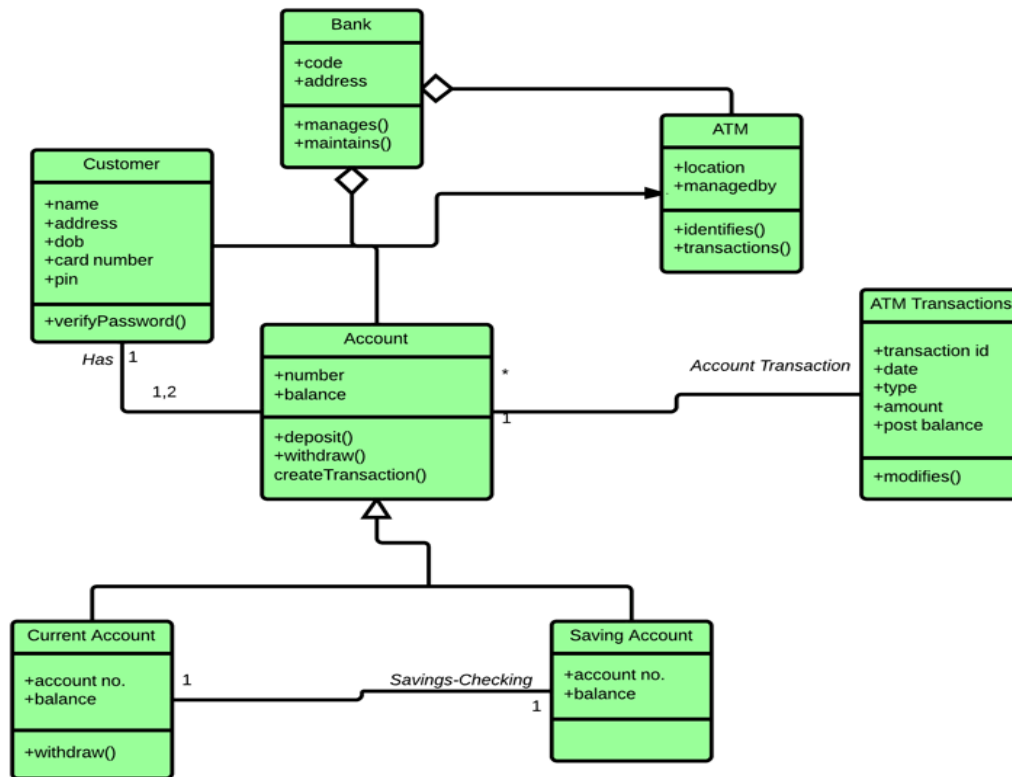 Bank
+code
+address
+manages()
+maintains()
ATM
+location
+managedby
+identifies()
+transactions()
Customer
+name
+address
+dob
+card number
+pin
+verifyPassword()
Has
1
1,2
Account
+number
+balance
+deposit()
+withdraw()
createTransaction()
*
1
Account Transaction
ATM Transactions
+transaction id
+date
+type
+amount
+post balance
+modifies()
Current Account
+account no.
+balance
+withdraw()
1
Savings-Checking
1
Saving Account
+account no.
+balance